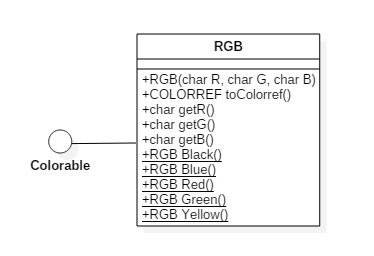 RGB
+RGB(char R, char G, char B)
+COLORREF toColorref()
+char getR()
+char getG()
+char getB()
+RGB Black()
+RGB Blue()
+RGB Red()
+RGB Green()
+RGB Yellow()
Colorable